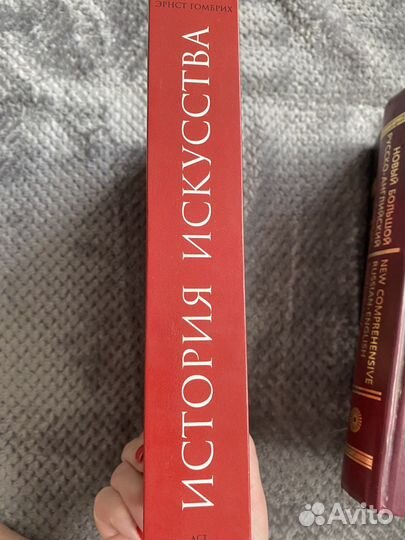 ЭРНСТ ГОМБРИХ
ИСТОРИЯ ИСКУССТВА
АСТ
НОВЫЙ БОЛЬШОЙ
РУССКО-АНГЛИЙСКИЙ
NEW COMPREHENSIVE
RUSSIAN-ENGLISH
Avito